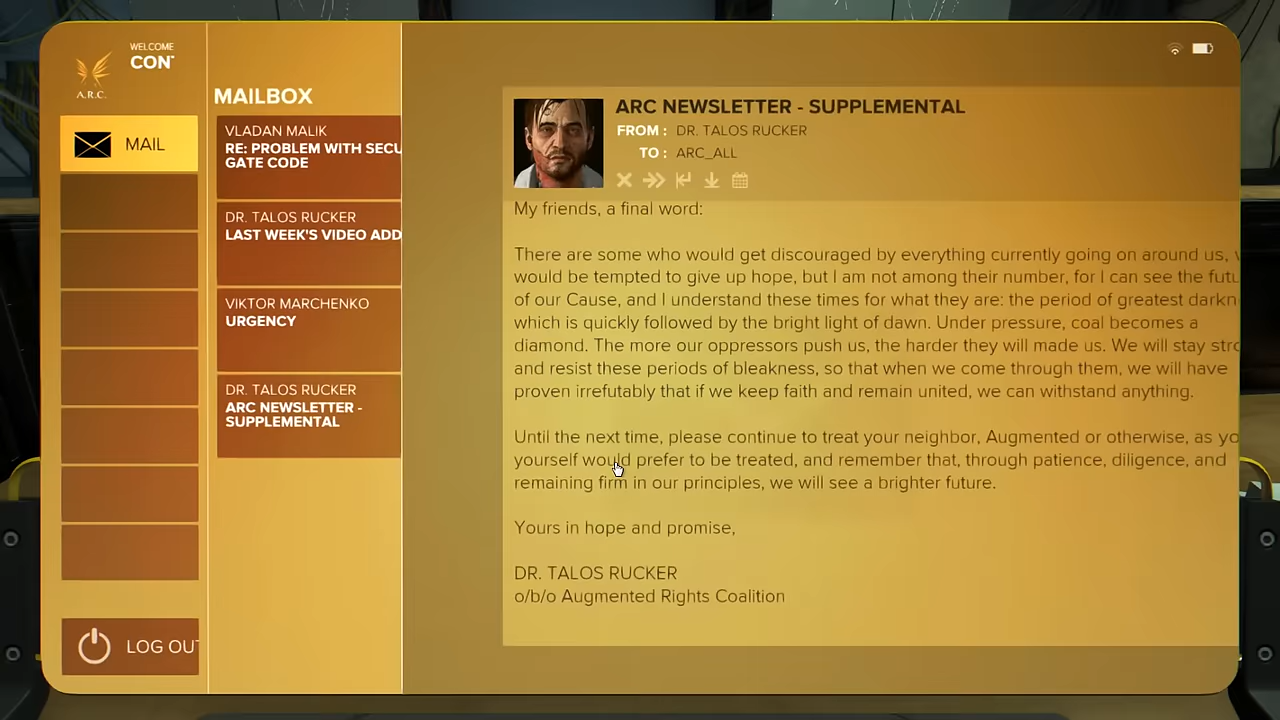 WELCOME
CON
A.R.C.
MAIL
LOG OUT
MAILBOX
VLADAN MALIK
RE: PROBLEM WITH SECU
GATE CODE
DR. TALOS RUCKER
LAST WEEK'S VIDEO ADD
VIKTOR MARCHENKO
URGENCY
DR. TALOS RUCKER
ARC NEWSLETTER -
SUPPLEMENTAL
ARC NEWSLETTER - SUPPLEMENTAL
FROM : DR. TALOS RUCKER
TO : ARC_ALL
My friends, a final word:
There are some who would get discouraged by everything currently going on around us,
would be tempted to give up hope, but I am not among their number, for I can see the futu
of our Cause, and I understand these times for what they are: the period of greatest darkn
which is quickly followed by the bright light of dawn. Under pressure, coal becomes a
diamond. The more our oppressors push us, the harder they will made us. We will stay stro
and resist these periods of bleakness, so that when we come through them, we will have
proven irrefutably that if we keep faith and remain united, we can withstand anything.
Until the next time, please continue to treat your neighbor, Augmented or otherwise, as yo
yourself would prefer to be treated, and remember that, through patience, diligence, and
remaining firm in our principles, we will see a brighter future.
Yours in hope and promise,
DR. TALOS RUCKER
o/b/o Augmented Rights Coalition